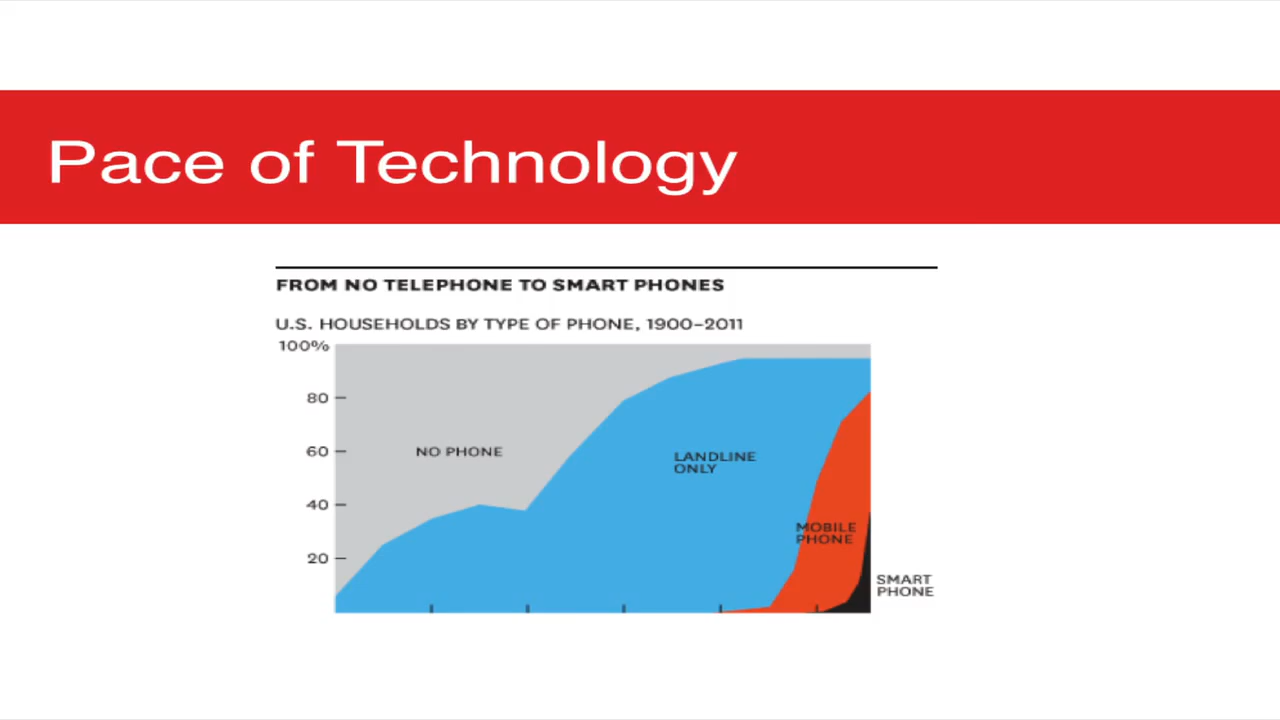 Pace of Technology
FROM NO TELEPHONE TO SMART PHONES
U.S. HOUSEHOLDS BY TYPE OF PHONE, 1900–2011
100%
80
60
40
20
NO PHONE
LANDLINE
ONLY
MOBILE
PHONE
SMART
PHONE